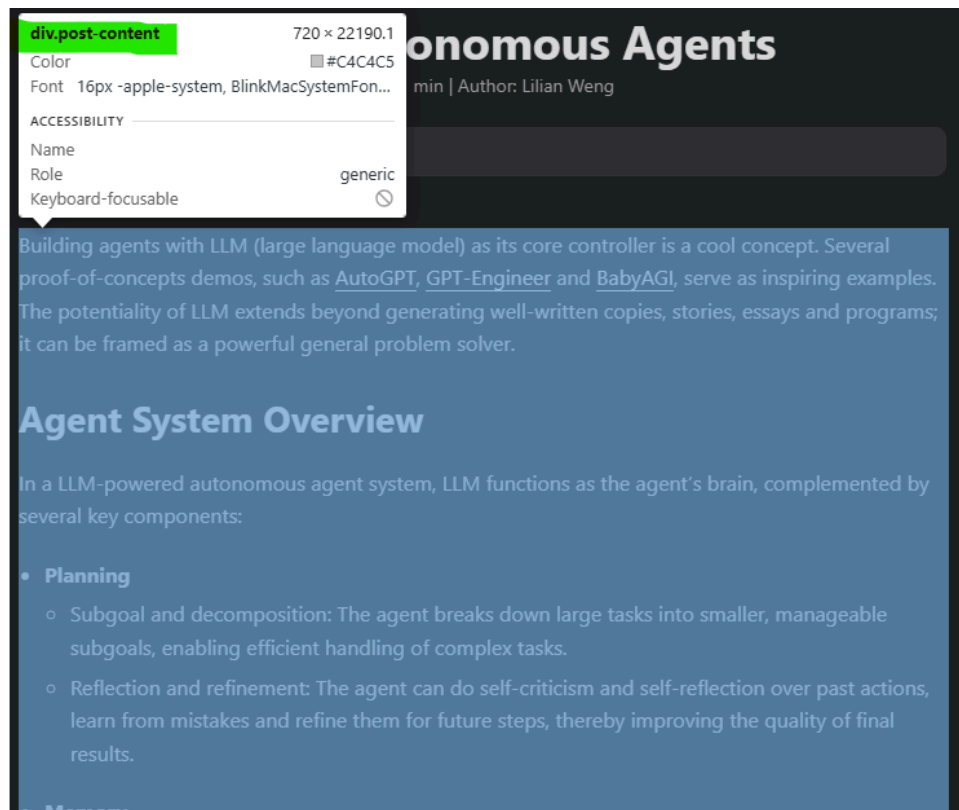 div.post-content 720 × 22190.1
Color #C4C4C5
Font 16px -apple-system, BlinkMacSystemFon...
ACCESSIBILITY
Name
Role generic
Keyboard-focusable
onomous Agents
min | Author: Lilian Weng
Building agents with LLM (large language model) as its core controller is a cool concept. Several
proof-of-concepts demos, such as AutoGPT, GPT-Engineer and BabyAGI, serve as inspiring examples.
The potentiality of LLM extends beyond generating well-written copies, stories, essays and programs;
it can be framed as a powerful general problem solver.
Agent System Overview
In a LLM-powered autonomous agent system, LLM functions as the agent's brain, complemented by
several key components:
• Planning
○ Subgoal and decomposition: The agent breaks down large tasks into smaller, manageable
subgoals, enabling efficient handling of complex tasks.
○ Reflection and refinement: The agent can do self-criticism and self-reflection over past actions,
learn from mistakes and refine them for future steps, thereby improving the quality of final
results.
• Memory